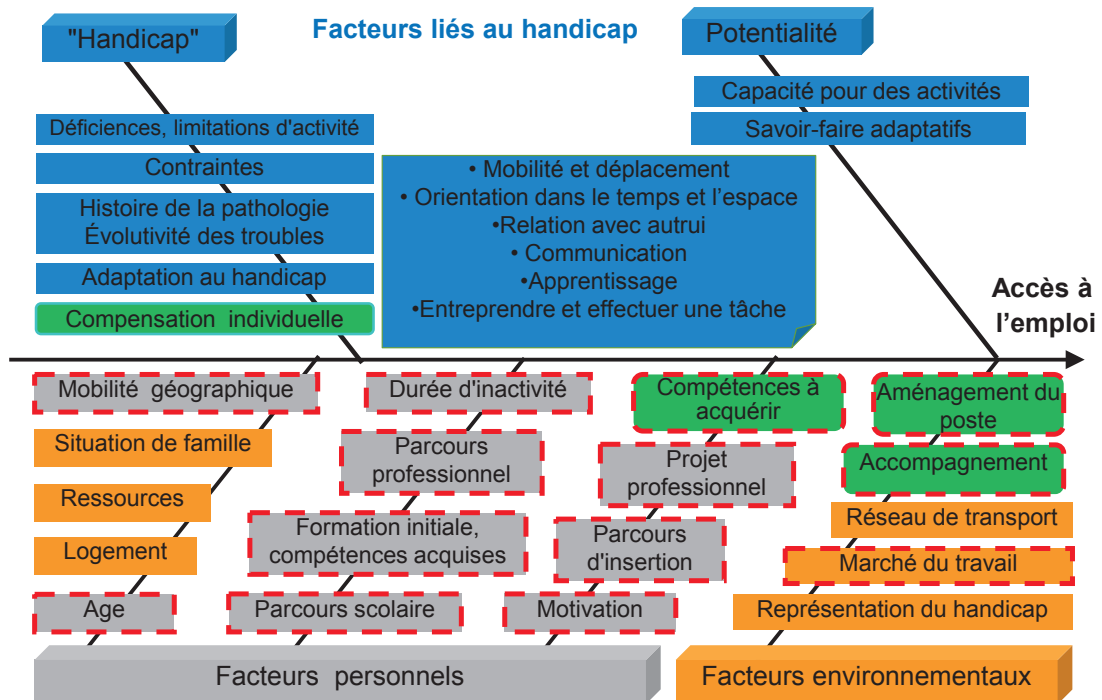 "Handicap"
Facteurs liés au handicap
Potentialité
Capacité pour des activités
Savoir-faire adaptatifs
Déficiences, limitations d'activité
Contraintes
Histoire de la pathologie
Évolutivité des troubles
Adaptation au handicap
Compensation individuelle
• Mobilité et déplacement
• Orientation dans le temps et l’espace
•Relation avec autrui
• Communication
•Apprentissage
•Entreprendre et effectuer une tâche
Accès à
l’emploi
Mobilité géographique
Situation de famille
Ressources
Logement
Age
Durée d'inactivité
Parcours
professionnel
Formation initiale,
compétences acquises
Parcours scolaire
Compétences à
acquérir
Projet
professionnel
Parcours
d'insertion
Motivation
Aménagement du
poste
Accompagnement
Réseau de transport
Marché du travail
Représentation du handicap
Facteurs personnels
Facteurs environnementaux